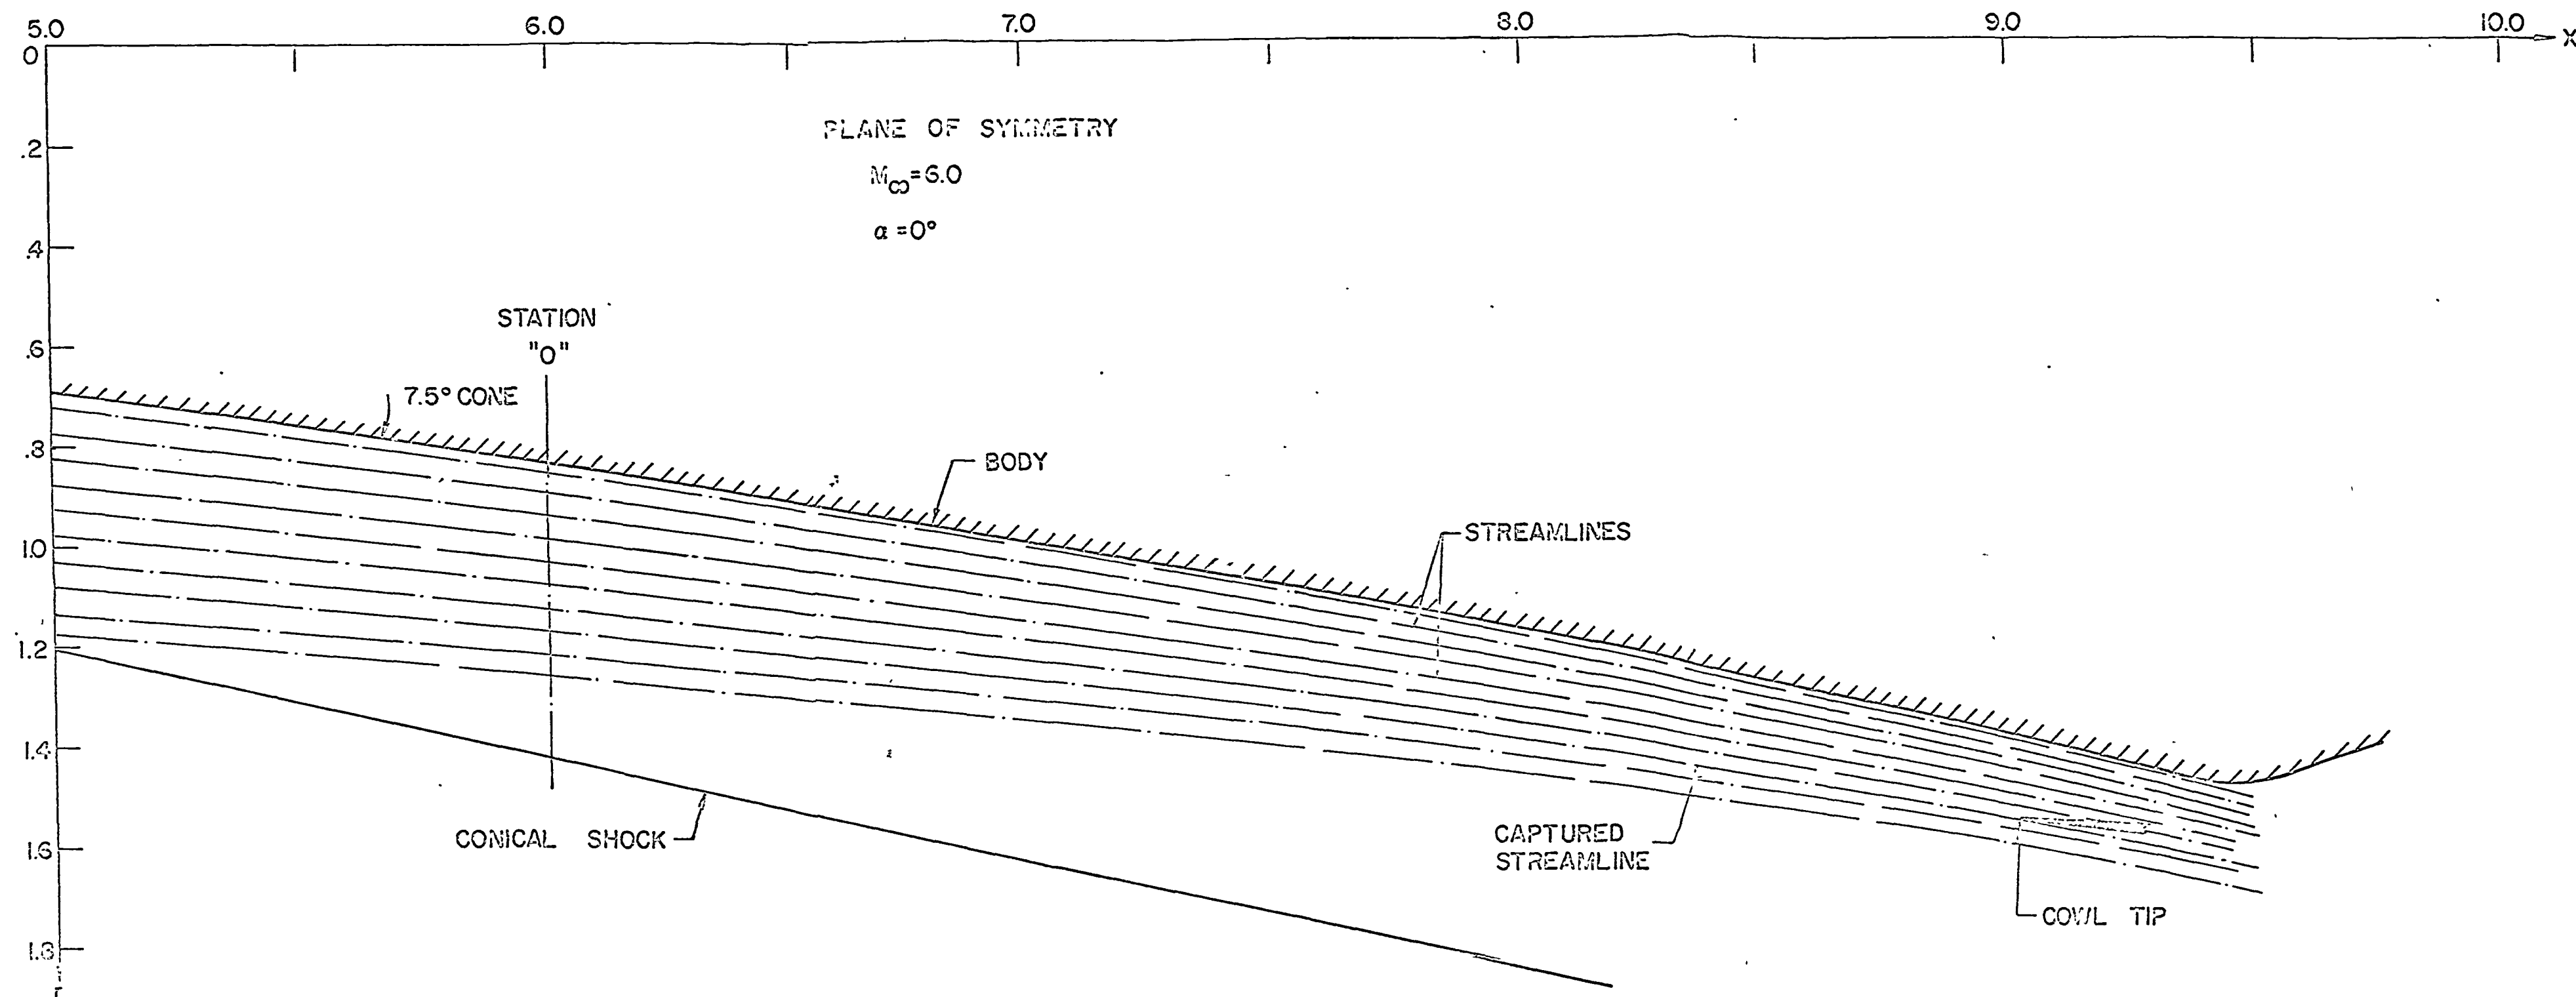 5.0 6.0 7.0 8.0 9.0 10.0 X
0
.2
.4
.6
.8
1.0
1.2
1.4
1.6
1.8
r
PLANE OF SYMMETRY
M∞=6.0
α=0°
STATION
"0"
7.5° CONE
BODY
STREAMLINES
CONICAL SHOCK
CAPTURED
STREAMLINE
COWL TIP